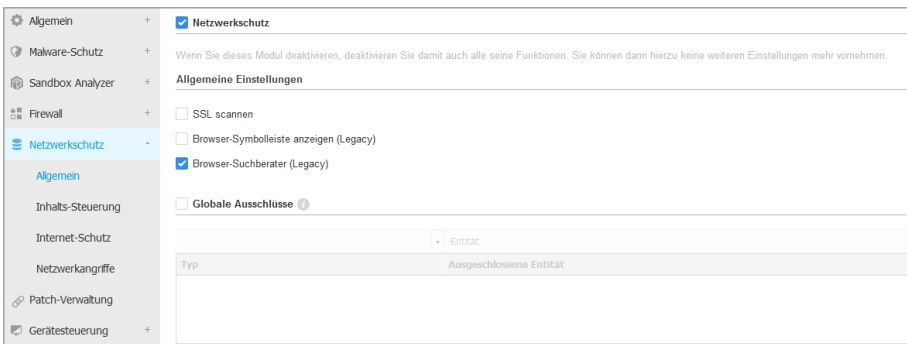 Allgemein +
Malware-Schutz +
Sandbox Analyzer +
Firewall +
Netzwerkschutz -
Allgemein
Inhalts-Steuerung
Internet-Schutz
Netzwerkangriffe
Patch-Verwaltung
Gerätesteuerung +
Netzwerkschutz
Wenn Sie dieses Modul deaktivieren, deaktivieren Sie damit auch alle seine Funktionen. Sie können dann hierzu keine weiteren Einstellungen mehr vornehmen.
Allgemeine Einstellungen
SSL scannen
Browser-Symbolleiste anzeigen (Legacy)
Browser-Suchberater (Legacy)
Globale Ausschlüsse i
Entität
Typ Ausgeschlossene Entität